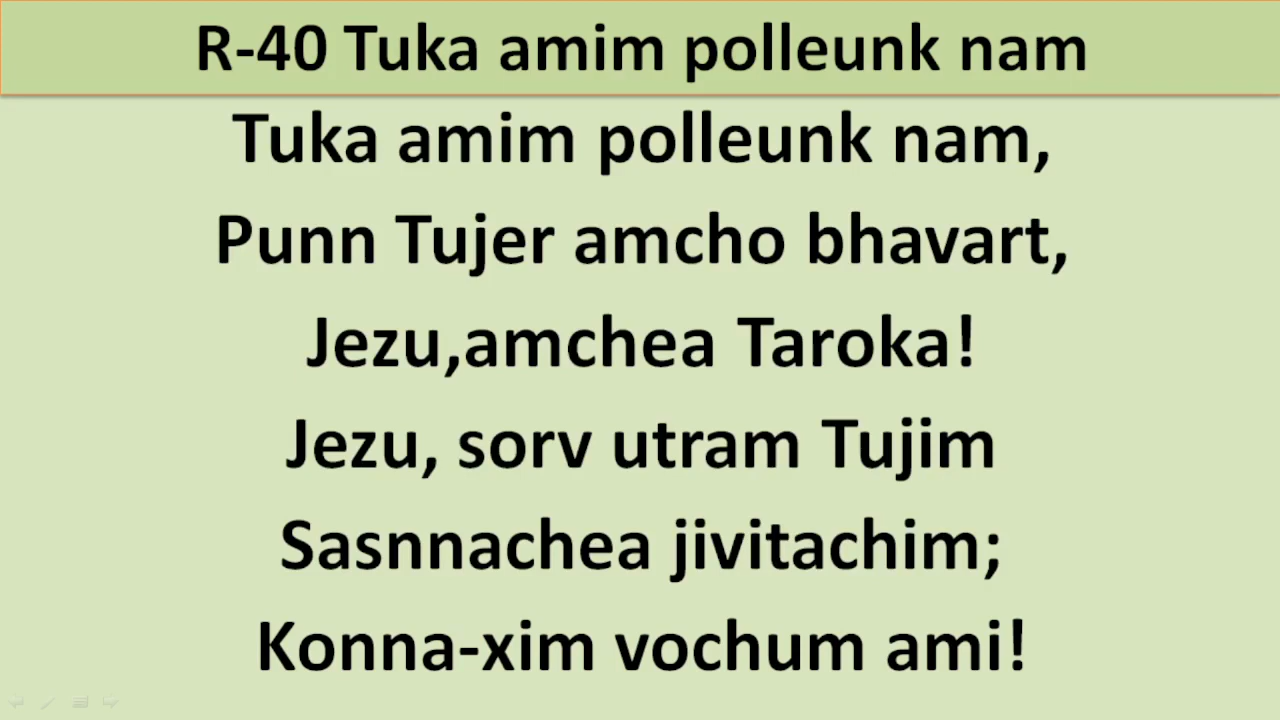 R-40 Tuka amim polleunk nam
Tuka amim polleunk nam,
Punn Tujer amcho bhavart,
Jezu,amchea Taroka!
Jezu, sorv utram Tujim
Sasnnachea jivitachim;
Konna-xim vochum ami!